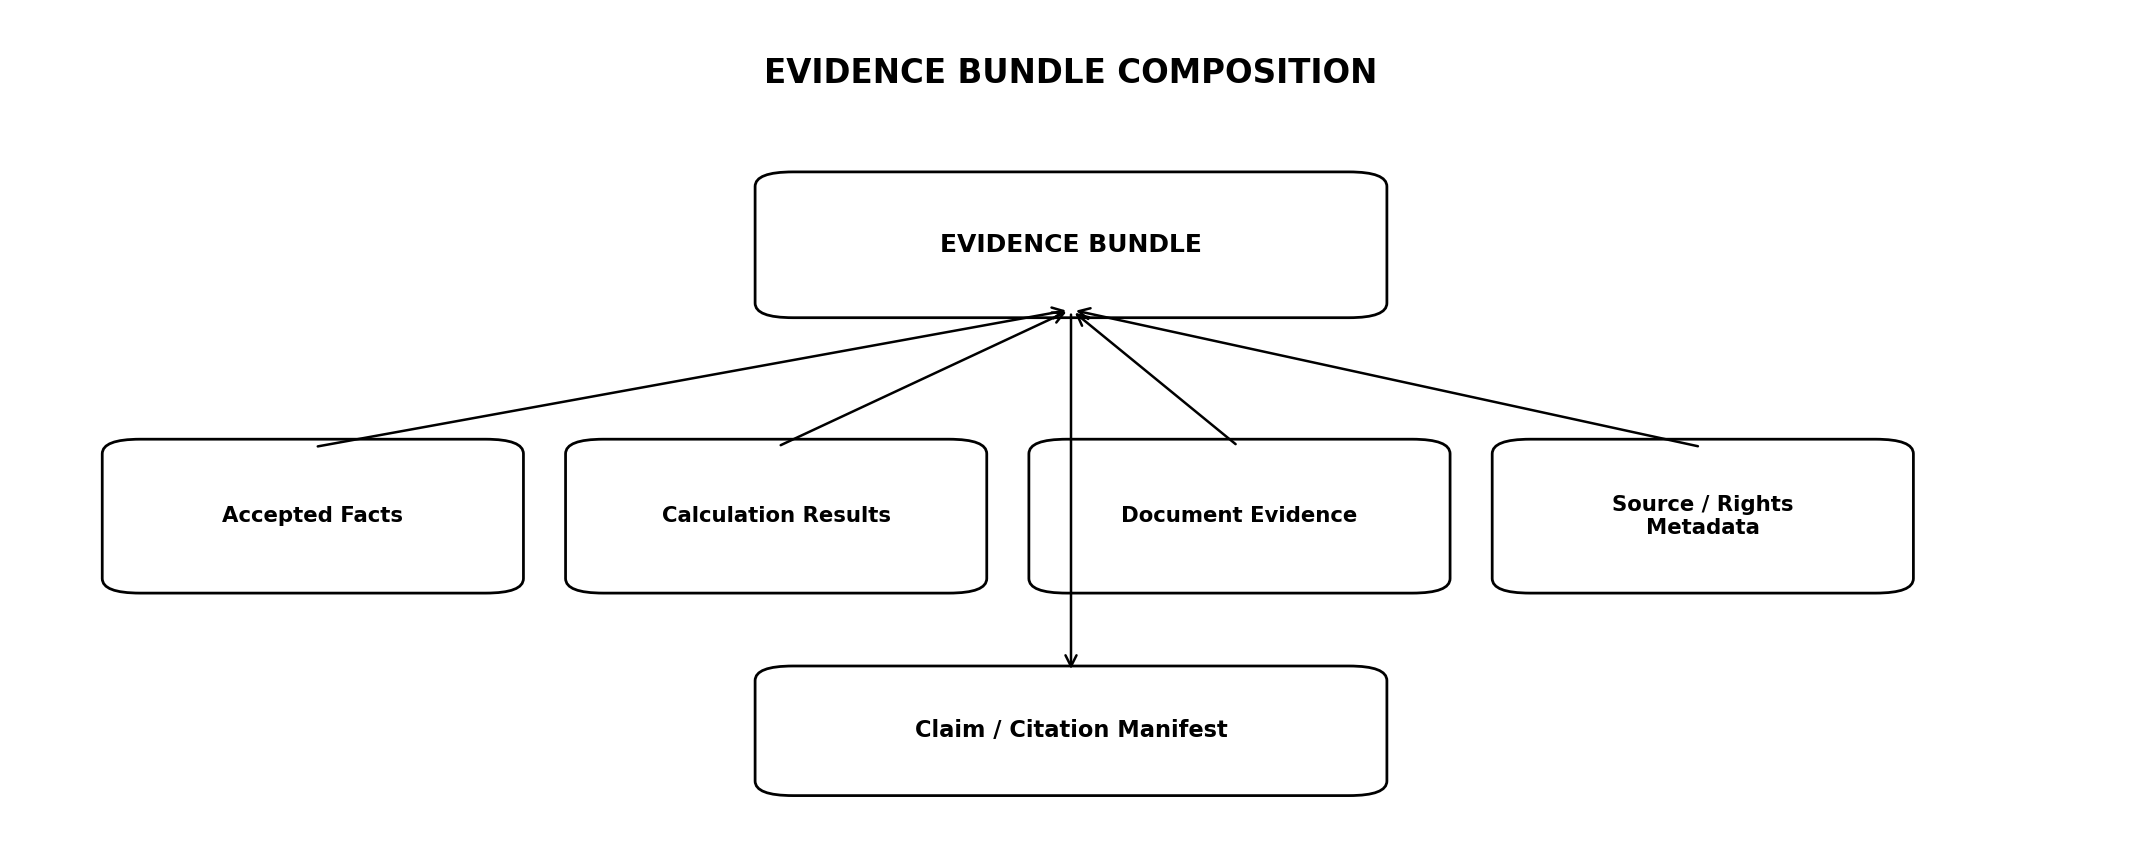 EVIDENCE BUNDLE COMPOSITION
EVIDENCE BUNDLE
Accepted Facts
Calculation Results
Document Evidence
Source / Rights
Metadata
Claim / Citation Manifest